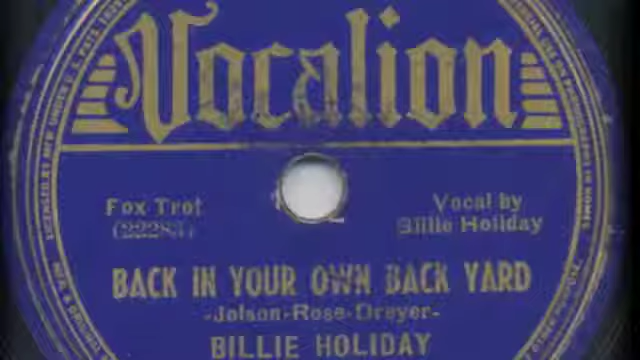 Vocalion
Fox Trot
Vocal by
Billie Holiday
BACK IN YOUR OWN BACK YARD
-Jolson-Rose-Dreyer-
BILLIE HOLIDAY